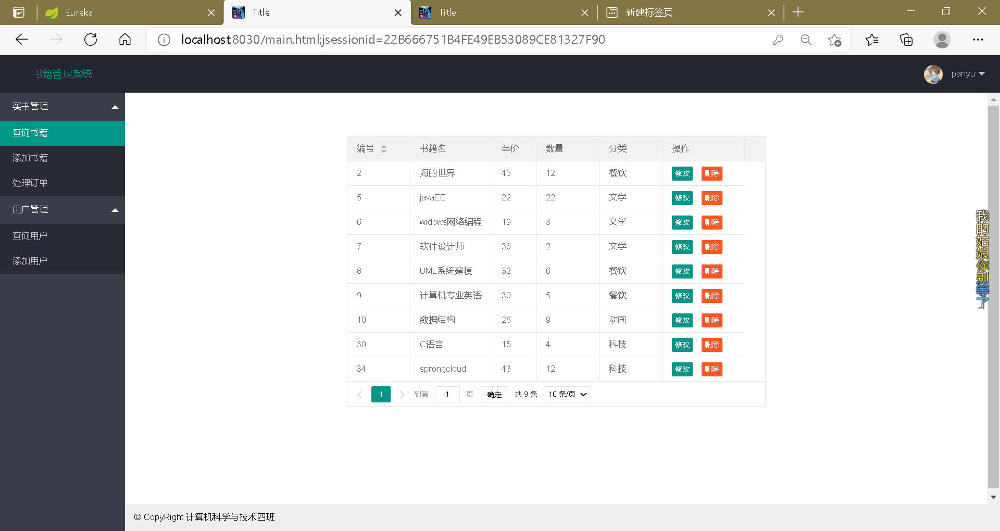 Eureka
Title
Title
新建标签页
localhost:8030/main.html;jsessionid=22B666751B4FE49EB53089CE81327F90
书籍管理系统
panyu
买书管理
查询书籍
添加书籍
处理订单
用户管理
查询用户
添加用户
编号 书籍名 单价 数量 分类 操作
2 海的世界 45 12 餐饮 修改 删除
5 javaEE 22 22 文学 修改 删除
6 widows网络编程 19 3 文学 修改 删除
7 软件设计师 36 2 文学 修改 删除
8 UML系统建模 32 6 餐饮 修改 删除
9 计算机专业英语 30 5 餐饮 修改 删除
10 数据结构 26 9 动画 修改 删除
30 C语言 15 4 科技 修改 删除
34 sprongcloud 43 12 科技 修改 删除
1 到第 1 页 确定 共 9 条 10 条/页
我的姑娘你别等了
© CopyRight 计算机科学与技术四班